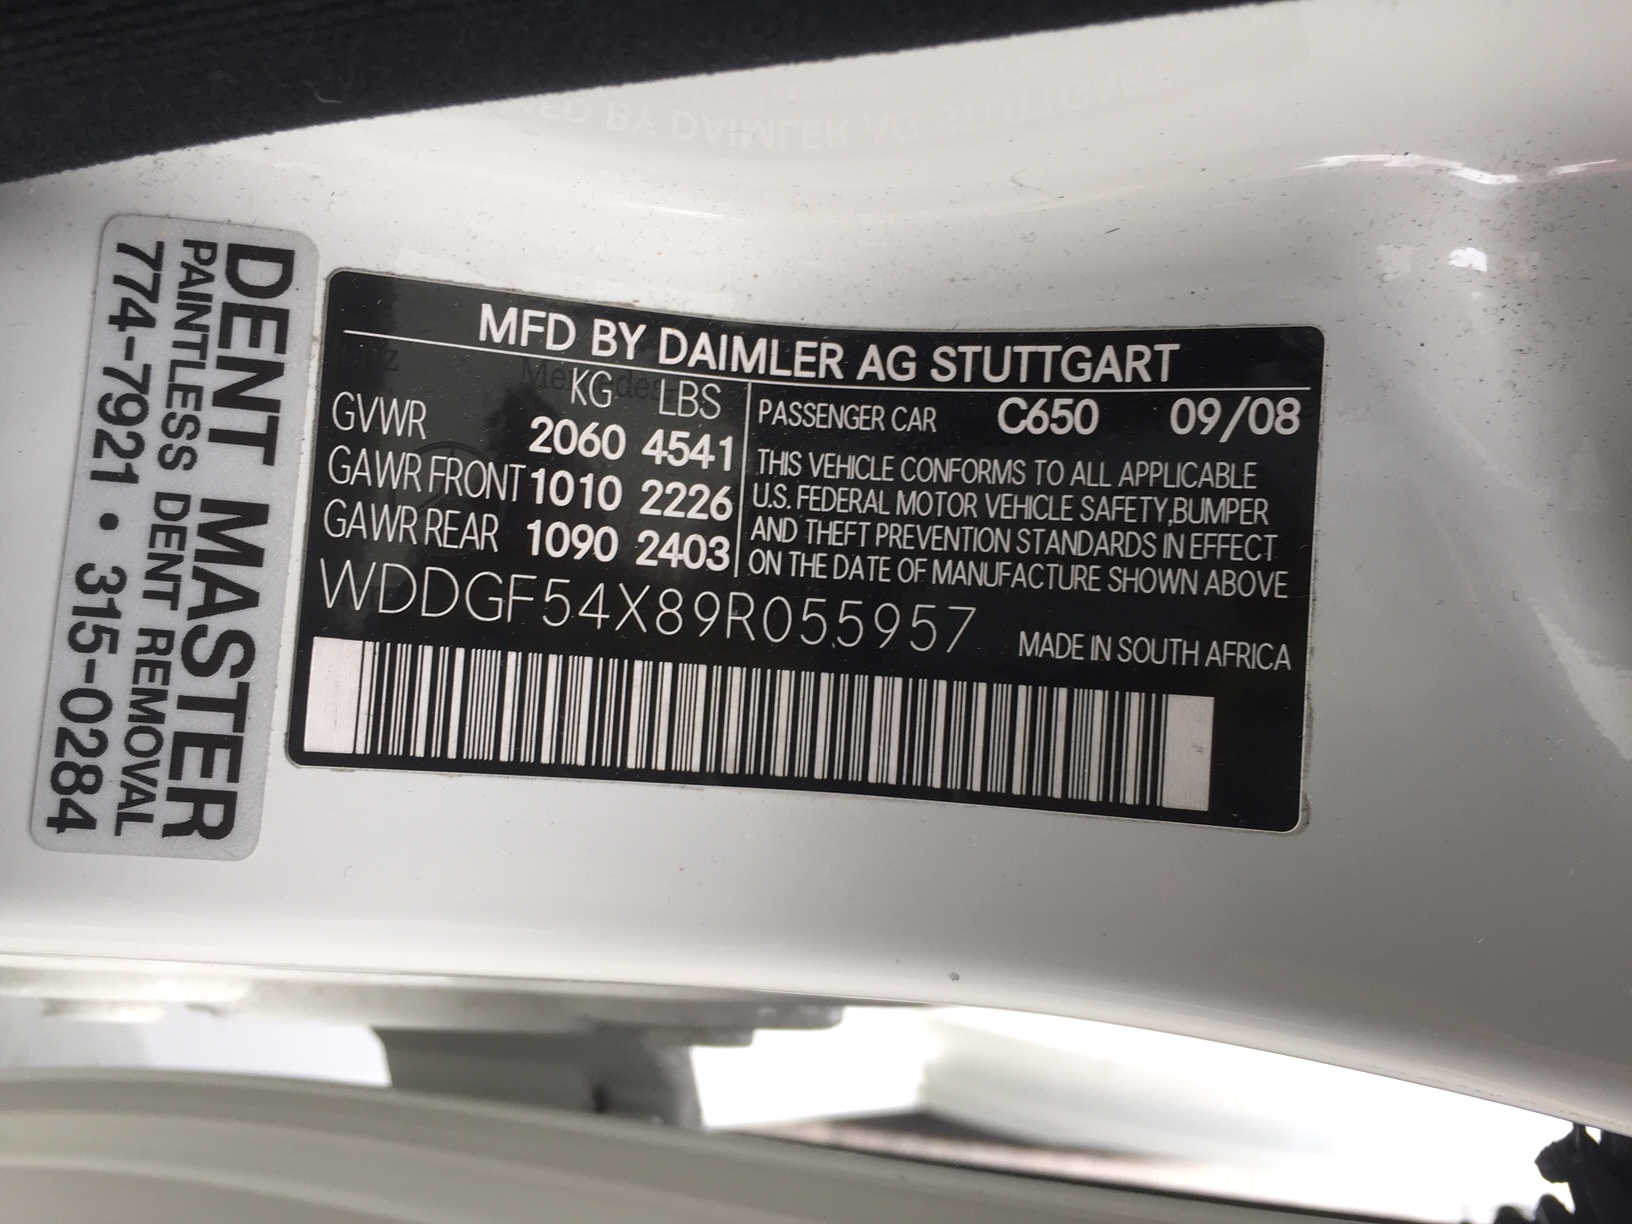 DENT MASTER
PAINTLESS DENT REMOVAL
774-7921 • 315-0284
MFD BY DAIMLER AG STUTTGART
KG LBS
GVWR 2060 4541
GAWR FRONT 1010 2226
GAWR REAR 1090 2403
PASSENGER CAR C650 09/08
THIS VEHICLE CONFORMS TO ALL APPLICABLE
U.S. FEDERAL MOTOR VEHICLE SAFETY,BUMPER
AND THEFT PREVENTION STANDARDS IN EFFECT
ON THE DATE OF MANUFACTURE SHOWN ABOVE
WDDGF54X89R055957
MADE IN SOUTH AFRICA